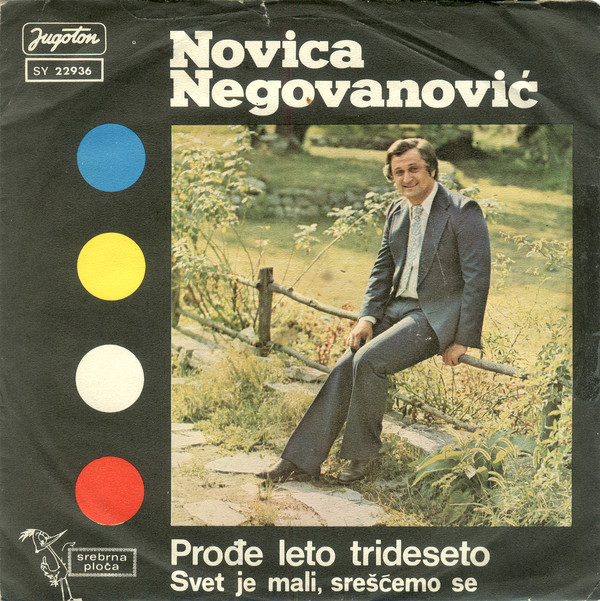 Jugoton
SY 22936
Novica
Negovanović
Prođe leto trideseto
Svet je mali, srešćemo se
srebrna
ploča